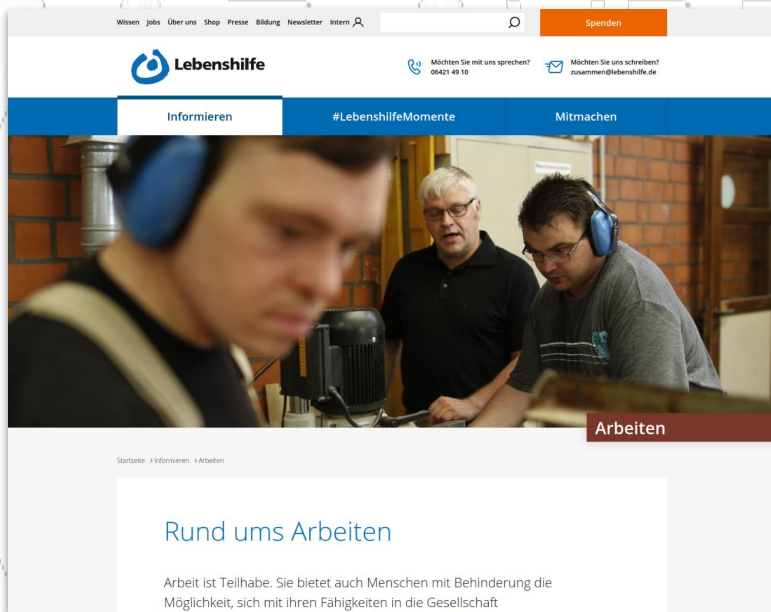 Wissen Jobs Über uns Shop Presse Bildung Newsletter Intern
Spenden
Lebenshilfe
Möchten Sie mit uns sprechen?
06421 49 10
Möchten Sie uns schreiben?
zusammen@lebenshilfe.de
Informieren
#LebenshilfeMomente
Mitmachen
Arbeiten
Startseite > Informieren > Arbeiten
Rund ums Arbeiten
Arbeit ist Teilhabe. Sie bietet auch Menschen mit Behinderung die
Möglichkeit, sich mit ihren Fähigkeiten in die Gesellschaft